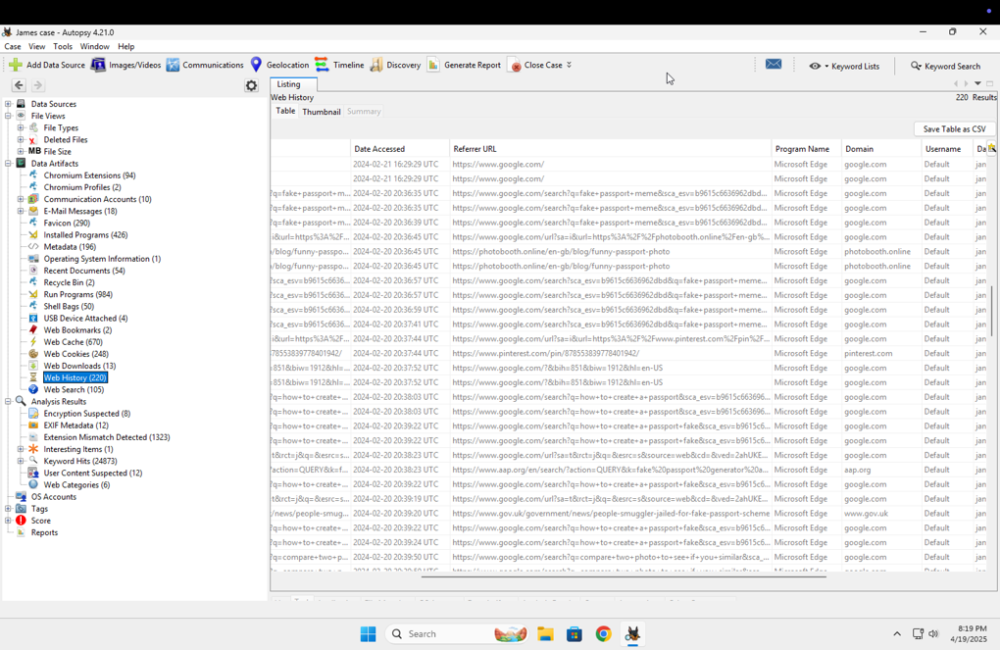 James case - Autopsy 4.21.0
Case View Tools Window Help
Add Data Source Images/Videos Communications Geolocation Timeline Discovery Generate Report Close Case Keyword Lists Keyword Search
Listing
Web History 220 Results
Table Thumbnail Summary
Save Table as CSV
Data Sources
File Views
File Types
Deleted Files
MB File Size
Data Artifacts
Chromium Extensions (94)
Chromium Profiles (2)
Communication Accounts (10)
E-Mail Messages (18)
Favicon (290)
Installed Programs (426)
Metadata (196)
Operating System Information (1)
Recent Documents (54)
Recycle Bin (2)
Run Programs (984)
Shell Bags (50)
USB Device Attached (4)
Web Bookmarks (2)
Web Cache (670)
Web Cookies (248)
Web Downloads (13)
Web History (220)
Web Search (105)
Analysis Results
Encryption Suspected (8)
EXIF Metadata (12)
Extension Mismatch Detected (1323)
Interesting Items (1)
Keyword Hits (24873)
User Content Suspected (12)
Web Categories (6)
OS Accounts
Tags
Score
Reports
Date Accessed Referrer URL Program Name Domain Username Da
2024-02-21 16:29:29 UTC https://www.google.com/ Microsoft Edge google.com Default jan
2024-02-21 16:29:29 UTC https://www.google.com/ Microsoft Edge google.com Default jan
?q=fake+passport+m... 2024-02-20 20:36:35 UTC https://www.google.com/search?q=fake+passport+meme&sca_esv=b9615c6636962dbd... Microsoft Edge google.com Default jan
?q=fake+passport+m... 2024-02-20 20:36:35 UTC https://www.google.com/search?q=fake+passport+meme&sca_esv=b9615c6636962dbd... Microsoft Edge google.com Default jan
?q=fake+passport+m... 2024-02-20 20:36:39 UTC https://www.google.com/search?q=fake+passport+meme&sca_esv=b9615c6636962dbd... Microsoft Edge google.com Default jan
i&url=https%3A%2F... 2024-02-20 20:36:45 UTC https://www.google.com/url?sa=i&url=https%3A%2F%2Fphotobooth.online%2Fen-gb%... Microsoft Edge google.com Default jan
/blog/funny-passpo... 2024-02-20 20:36:45 UTC https://photobooth.online/en-gb/blog/funny-passport-photo Microsoft Edge photobooth.online Default jan
/blog/funny-passpo... 2024-02-20 20:36:45 UTC https://photobooth.online/en-gb/blog/funny-passport-photo Microsoft Edge photobooth.online Default jan
?sca_esv=b9615c6636... 2024-02-20 20:36:57 UTC https://www.google.com/search?sca_esv=b9615c6636962dbd&q=fake+passport+meme... Microsoft Edge google.com Default jan
?sca_esv=b9615c6636... 2024-02-20 20:36:57 UTC https://www.google.com/search?sca_esv=b9615c6636962dbd&q=fake+passport+meme... Microsoft Edge google.com Default jan
?sca_esv=b9615c6636... 2024-02-20 20:36:59 UTC https://www.google.com/search?sca_esv=b9615c6636962dbd&q=fake+passport+meme... Microsoft Edge google.com Default jan
?sca_esv=b9615c6636... 2024-02-20 20:37:41 UTC https://www.google.com/search?sca_esv=b9615c6636962dbd&q=fake+passport+meme... Microsoft Edge google.com Default jan
i&url=https%3A%2F... 2024-02-20 20:37:44 UTC https://www.google.com/url?sa=i&url=https%3A%2F%2Fwww.pinterest.com%2Fpin%2F... Microsoft Edge google.com Default jan
878553839778401942/ 2024-02-20 20:37:44 UTC https://www.pinterest.com/pin/878553839778401942/ Microsoft Edge pinterest.com Default jan
=851&biw=1912&hl=... 2024-02-20 20:37:52 UTC https://www.google.com/?&bih=851&biw=1912&hl=en-US Microsoft Edge google.com Default jan
=851&biw=1912&hl=... 2024-02-20 20:37:52 UTC https://www.google.com/?&bih=851&biw=1912&hl=en-US Microsoft Edge google.com Default jan
?q=how+to+create+... 2024-02-20 20:38:03 UTC https://www.google.com/search?q=how+to+create+a+passport&sca_esv=b9615c663696... Microsoft Edge google.com Default jan
?q=how+to+create+... 2024-02-20 20:38:03 UTC https://www.google.com/search?q=how+to+create+a+passport&sca_esv=b9615c663696... Microsoft Edge google.com Default jan
?q=how+to+create+... 2024-02-20 20:39:22 UTC https://www.google.com/search?q=how+to+create+a+passport+fake&sca_esv=b9615c6... Microsoft Edge google.com Default jan
?q=how+to+create+... 2024-02-20 20:39:22 UTC https://www.google.com/search?q=how+to+create+a+passport+fake&sca_esv=b9615c6... Microsoft Edge google.com Default jan
t&rct=j&q=&esrc=s... 2024-02-20 20:38:23 UTC https://www.google.com/url?sa=t&rct=j&q=&esrc=s&source=web&cd=&ved=2ahUKE... Microsoft Edge google.com Default jan
?action=QUERY&k=f... 2024-02-20 20:38:23 UTC https://www.aap.org/en/search/?action=QUERY&k=fake%20passport%20generator%20a... Microsoft Edge aap.org Default jan
?q=how+to+create+... 2024-02-20 20:39:22 UTC https://www.google.com/search?q=how+to+create+a+passport+fake&sca_esv=b9615c6... Microsoft Edge google.com Default jan
t&rct=j&q=&esrc=s... 2024-02-20 20:39:19 UTC https://www.google.com/url?sa=t&rct=j&q=&esrc=s&source=web&cd=&ved=2ahUKE... Microsoft Edge google.com Default jan
/news/people-smug... 2024-02-20 20:39:20 UTC https://www.gov.uk/government/news/people-smuggler-jailed-for-fake-passport-scheme Microsoft Edge www.gov.uk Default jan
?q=how+to+create+... 2024-02-20 20:39:22 UTC https://www.google.com/search?q=how+to+create+a+passport+fake&sca_esv=b9615c6... Microsoft Edge google.com Default jan
?q=how+to+create+... 2024-02-20 20:39:24 UTC https://www.google.com/search?q=how+to+create+a+passport+fake&sca_esv=b9615c6... Microsoft Edge google.com Default jan
?q=compare+two+p... 2024-02-20 20:39:50 UTC https://www.google.com/search?q=compare+two+photo+to+see+if+you+similar&sca_... Microsoft Edge google.com Default jan
Search
8:19 PM
4/19/2025